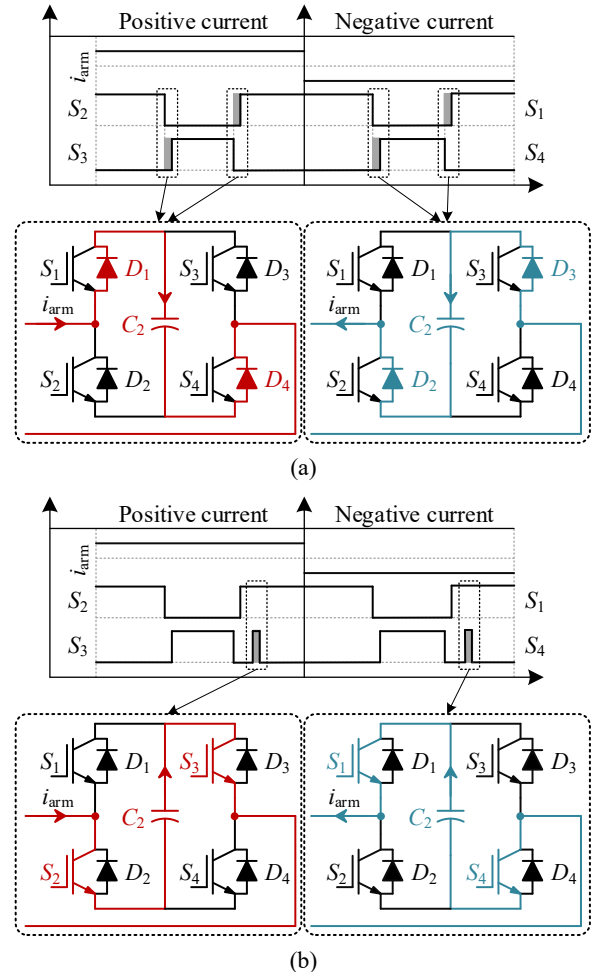 Positive current Negative current
i_arm
S_2 S_1
S_3 S_4
S_1 D_1 S_3 D_3 S_1 D_1 S_3 D_3
i_arm C_2 i_arm C_2
S_2 D_2 S_4 D_4 S_2 D_2 S_4 D_4
(a)
Positive current Negative current
i_arm
S_2 S_1
S_3 S_4
S_1 D_1 S_3 D_3 S_1 D_1 S_3 D_3
i_arm C_2 i_arm C_2
S_2 D_2 S_4 D_4 S_2 D_2 S_4 D_4
(b)